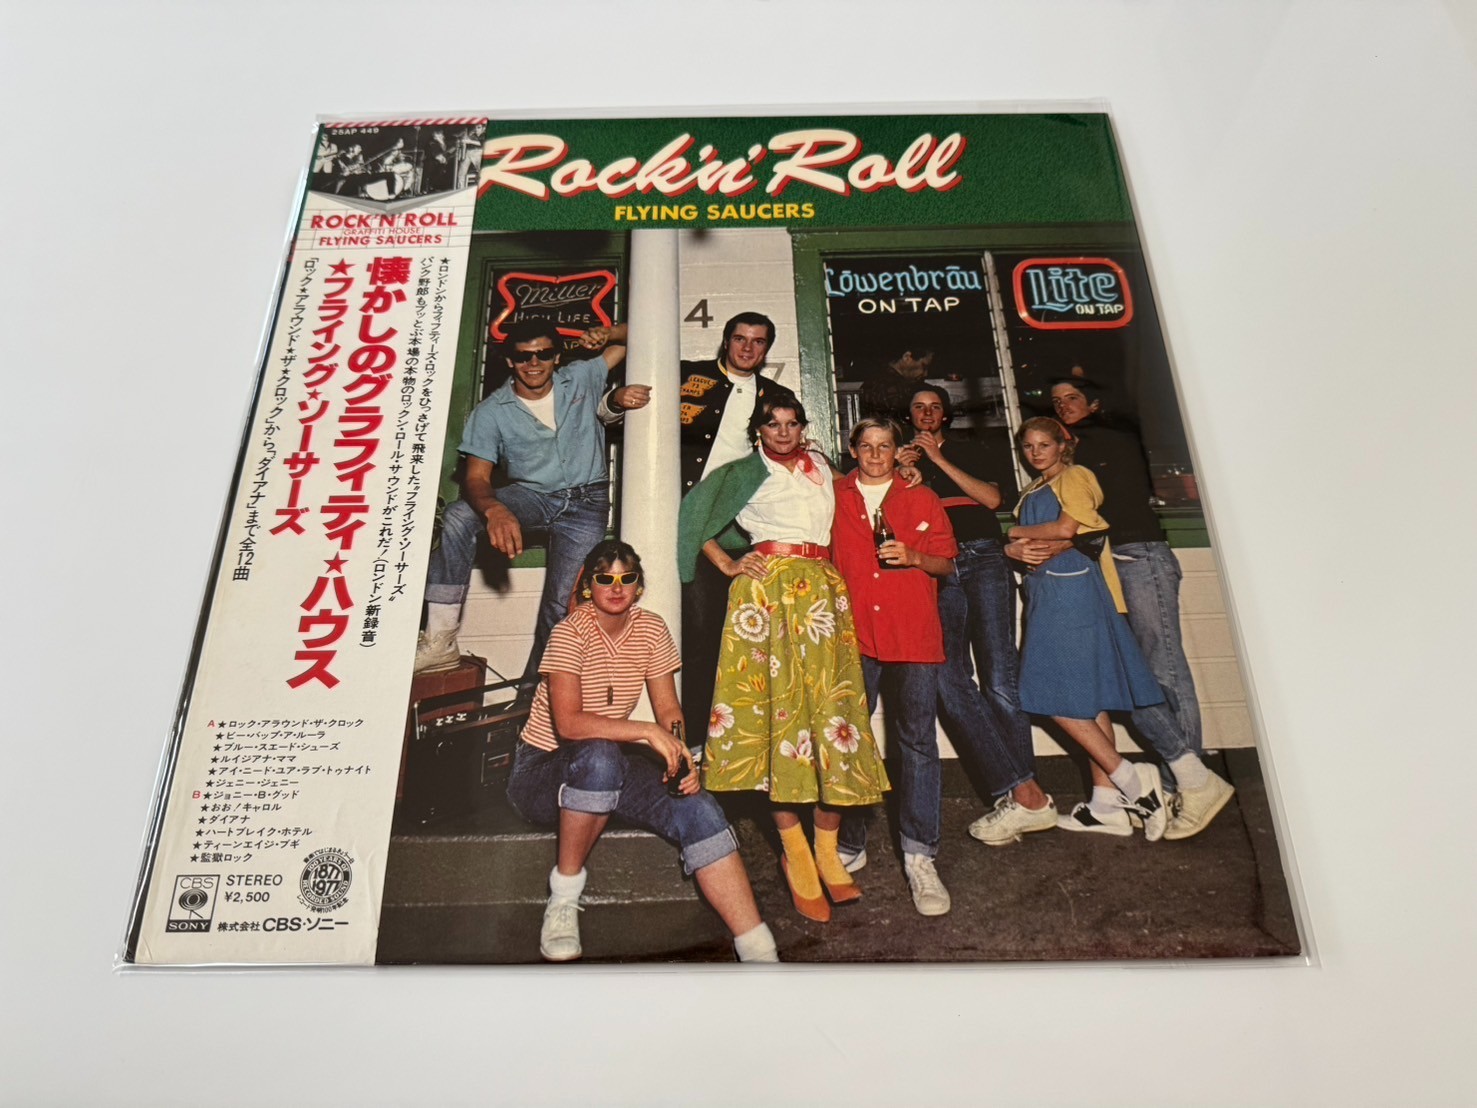 25AP 449
ROCK'N'ROLL
GRAFFITI HOUSE
FLYING SAUCERS
★ロンドンからフィフティーズ・ロックをひっさげて飛来した“フライング・ソーサーズ”
パンク野郎もブッとぶ本場の本物のロックン・ロール・サウンドがこれだ!(ロンドン新録音)
懐かしのグラフィティ★ハウス
★フライング★ソーサーズ
「ロック★アラウンド★ザ★クロック」から「ダイアナ」まで全12曲
A★ロック・アラウンド・ザ・クロック
★ビー・バップ・ア・ルーラ
★ブルー・スエード・シューズ
★ルイジアナ・ママ
★アイ・ニード・ユア・ラブ・トゥナイト
★ジェニー・ジェニー
B★ジョニー・B・グッド
★おお!キャロル
★ダイアナ
★ハートブレイク・ホテル
★ティーンエイジ・ブギ
★監獄ロック
CBS
SONY
STEREO
¥2,500
100 YEARS OF
1877
1977
RECORDED SOUND
株式会社 CBS・ソニー
Rock'n'Roll
FLYING SAUCERS
Miller
HIGH LIFE
4
7
Löwenbräu
ON TAP
Lite
ON TAP